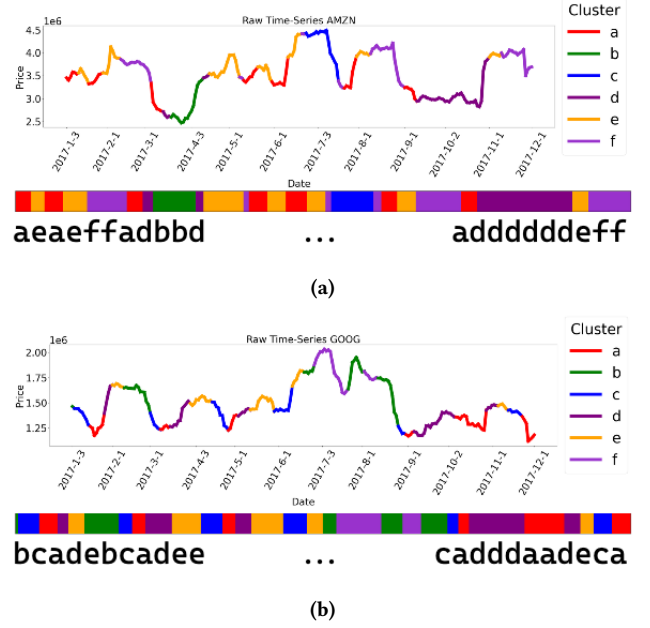 Raw Time-Series AMZN
1e6
Cluster
a
b
c
d
e
f
4.5
4.0
3.5
3.0
2.5
Price
2017-1-3
2017-2-1
2017-3-1
2017-4-3
2017-5-1
2017-6-1
2017-7-3
2017-8-1
2017-9-1
2017-10-2
2017-11-1
2017-12-1
Date
aeaeffadbbd ... addddddeff
(a)
Raw Time-Series GOOG
1e6
Cluster
a
b
c
d
e
f
2.00
1.75
1.50
1.25
Price
2017-1-3
2017-2-1
2017-3-1
2017-4-3
2017-5-1
2017-6-1
2017-7-3
2017-8-1
2017-9-1
2017-10-2
2017-11-1
2017-12-1
Date
bcadebcadee ... cadddaadeca
(b)